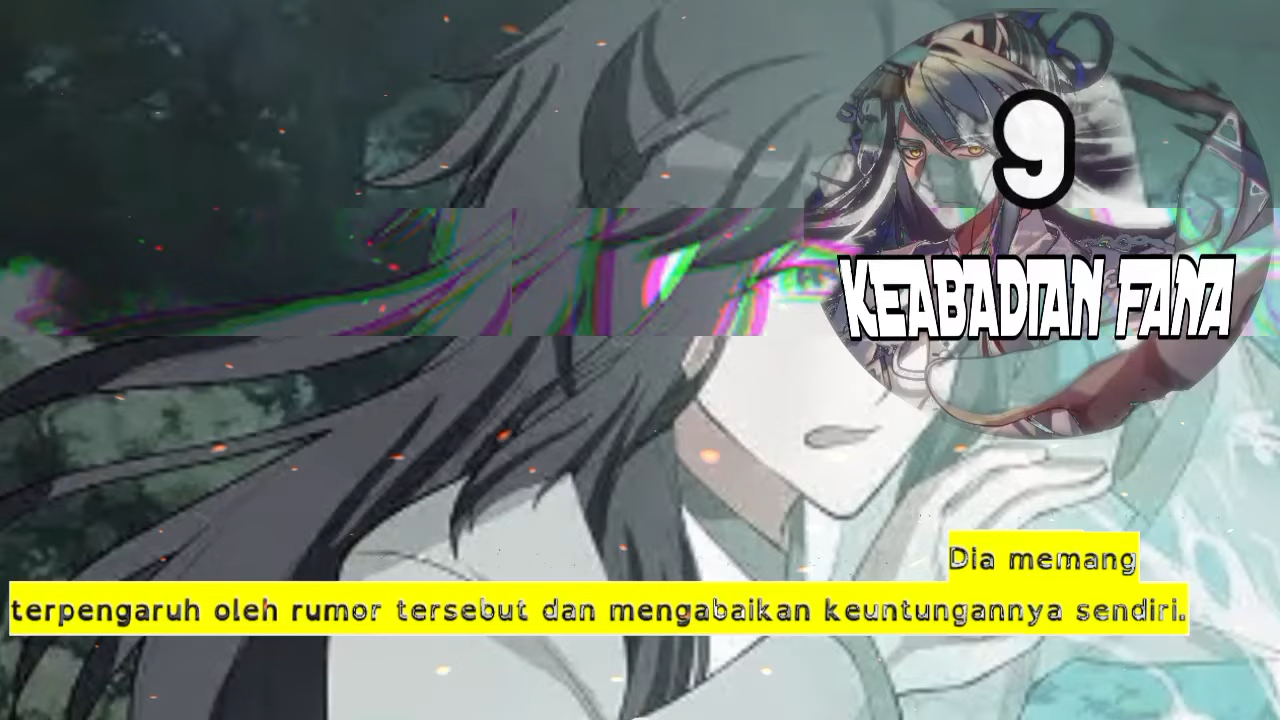 9
KEABADIAN FANA
Dia memang
terpengaruh oleh rumor tersebut dan mengabaikan keuntungannya sendiri.